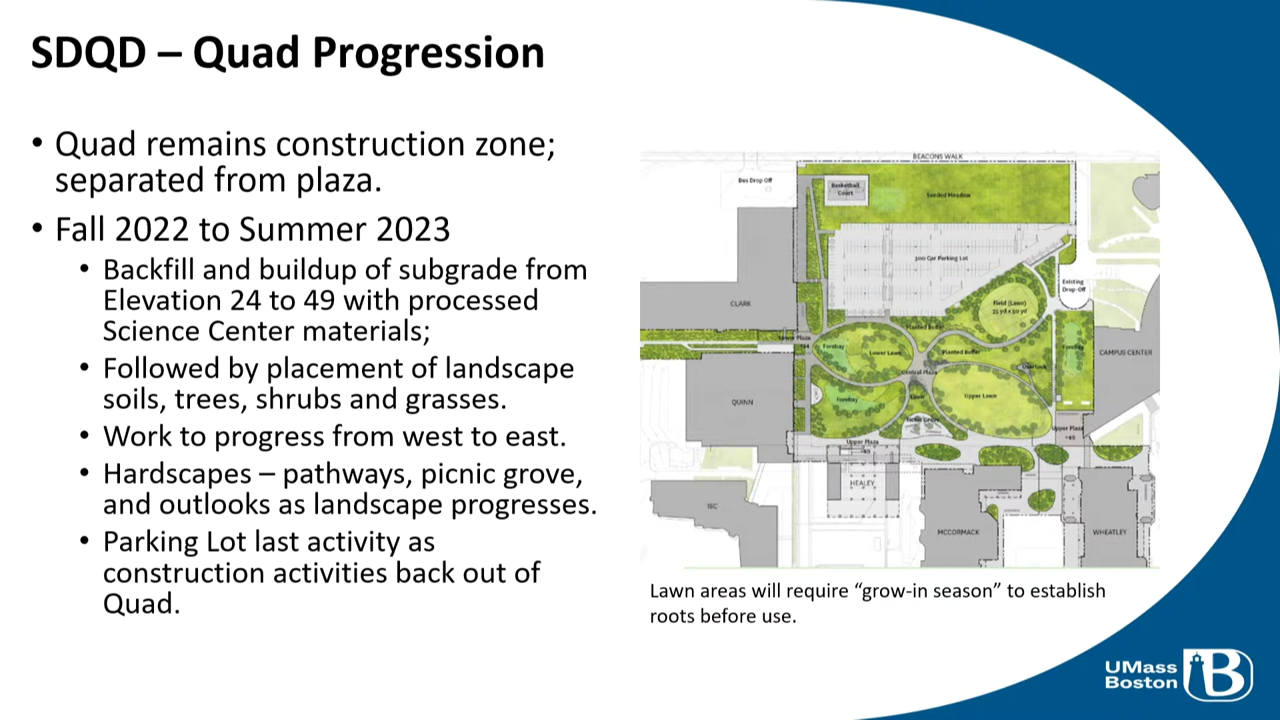 SDQD – Quad Progression
• Quad remains construction zone;
separated from plaza.
• Fall 2022 to Summer 2023
• Backfill and buildup of subgrade from
Elevation 24 to 49 with processed
Science Center materials;
• Followed by placement of landscape
soils, trees, shrubs and grasses.
• Work to progress from west to east.
• Hardscapes – pathways, picnic grove,
and outlooks as landscape progresses.
• Parking Lot last activity as
construction activities back out of
Quad.
BEACONS WALK
Bus Drop Off
Basketball
Court
Seeded Meadow
300 Car Parking Lot
Existing
Drop-Off
Field (Lawn)
CLARK
Planted Buffer
Forebay
Lower Lawn
Planted Buffer
Forebay
CAMPUS CENTER
Central Plaza
Overlook
QUINN
Forebay
Upper Lawn
Upper Plaza
Upper Plaza
HEALEY
ISC
MCCORMACK
WHEATLEY
Lawn areas will require “grow-in season” to establish
roots before use.
UMass
Boston
B